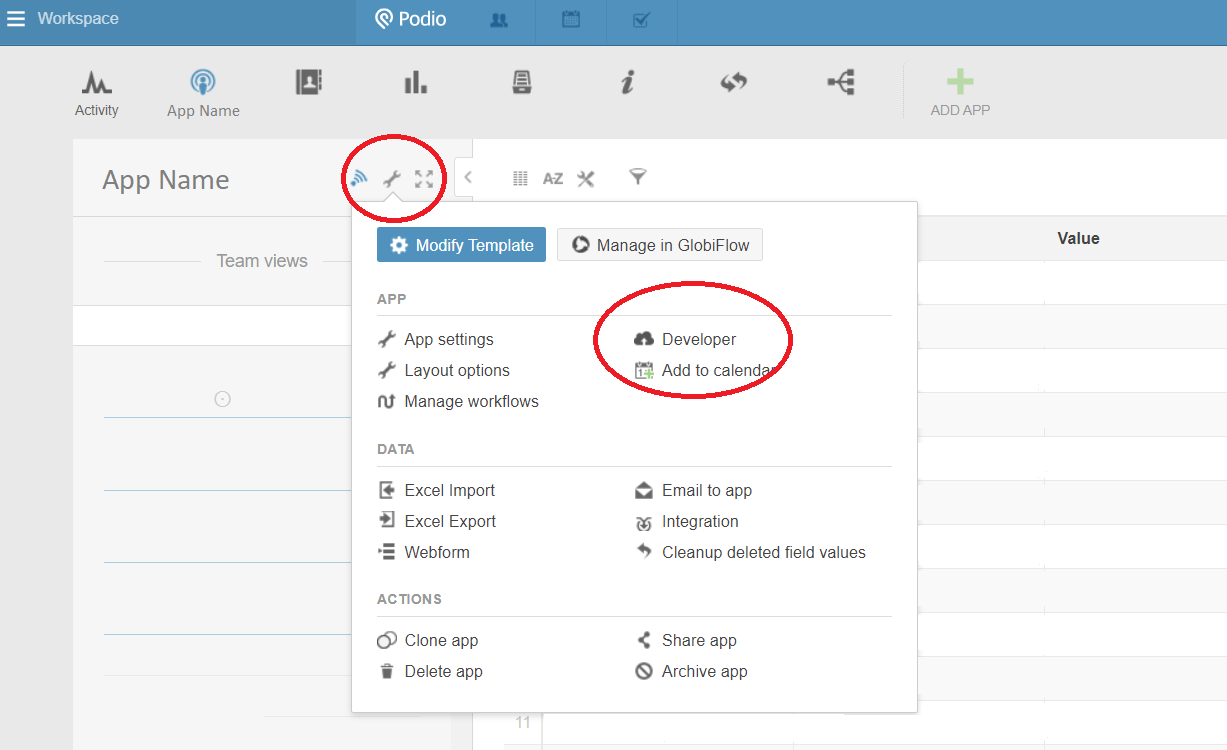 Workspace
Podio
Activity
App Name
ADD APP
App Name
A-Z
Team views
Value
Modify Template
Manage in GlobiFlow
APP
App settings
Developer
Layout options
Add to calendar
Manage workflows
DATA
Excel Import
Email to app
Excel Export
Integration
Webform
Cleanup deleted field values
ACTIONS
Clone app
Share app
Delete app
Archive app
11